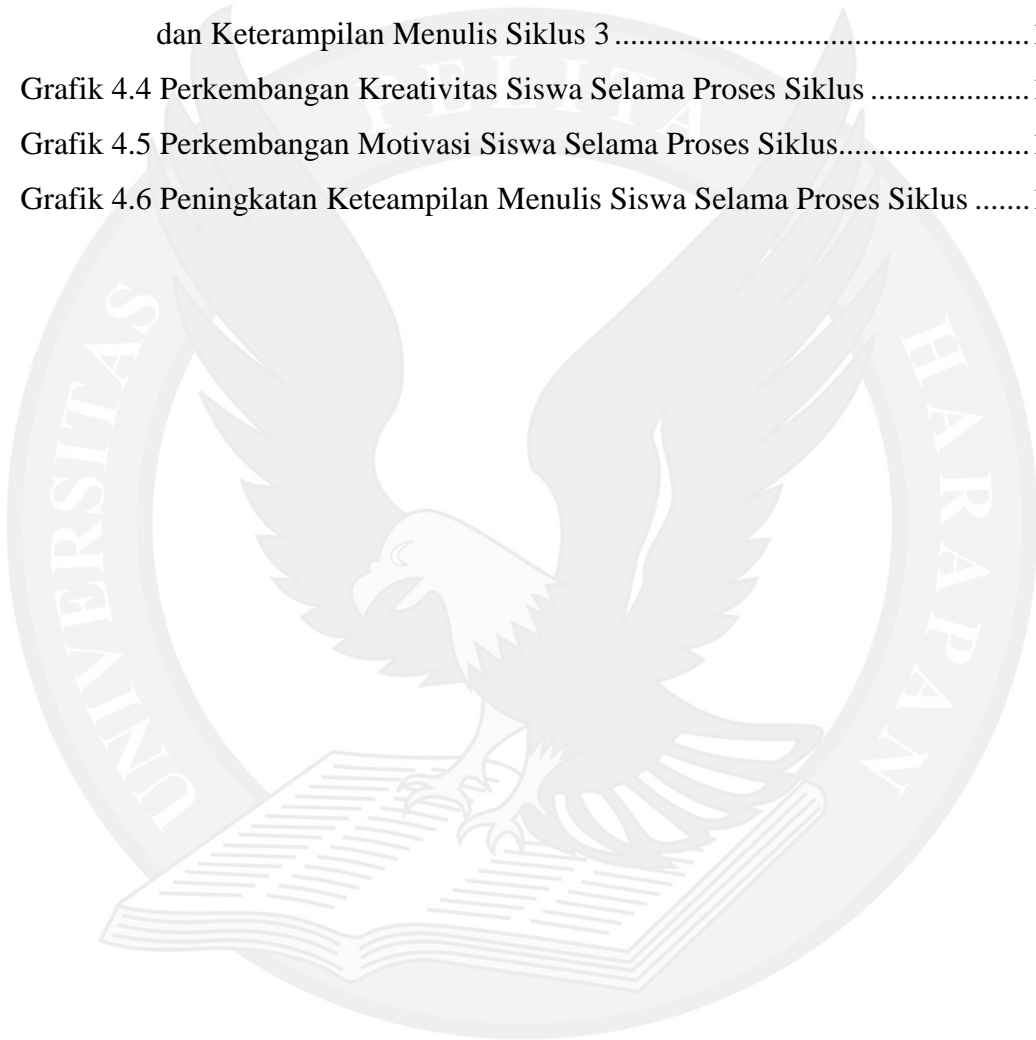 dan Keterampilan Menulis Siklus 3 ..............................................
Grafik 4.4 Perkembangan Kreativitas Siswa Selama Proses Siklus ....................
Grafik 4.5 Perkembangan Motivasi Siswa Selama Proses Siklus.......................
Grafik 4.6 Peningkatan Keteampilan Menulis Siswa Selama Proses Siklus .......
UNIVERSITAS PELITA HARAPAN